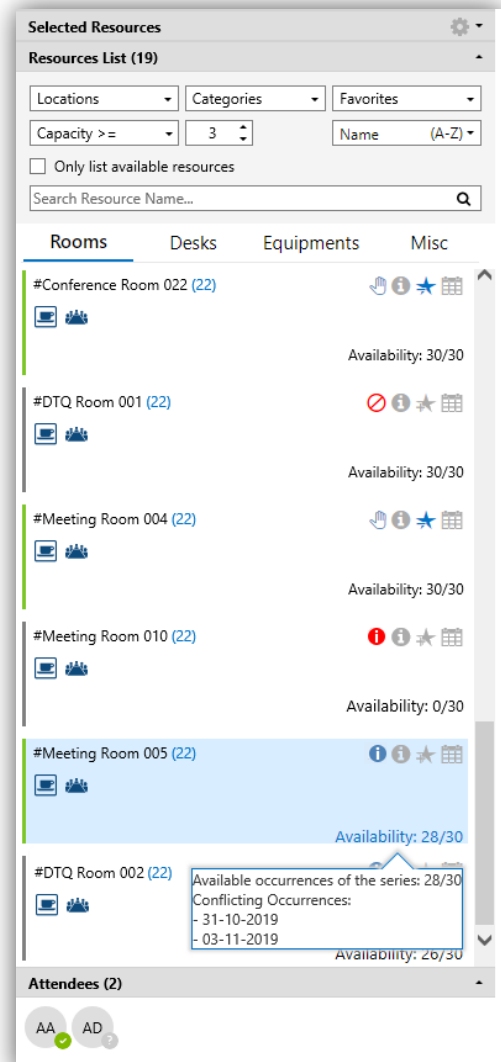 Selected Resources
Resources List (19)
Locations Categories Favorites
Capacity >= 3 Name (A-Z)
Only list available resources
Search Resource Name...
Rooms Desks Equipments Misc
#Conference Room 022 (22)
Availability: 30/30
#DTQ Room 001 (22)
Availability: 30/30
#Meeting Room 004 (22)
Availability: 30/30
#Meeting Room 010 (22)
Availability: 0/30
#Meeting Room 005 (22)
Availability: 28/30
#DTQ Room 002 (22)
Available occurrences of the series: 28/30
Conflicting Occurrences:
- 31-10-2019
- 03-11-2019
Availability: 26/30
Attendees (2)
AA AD